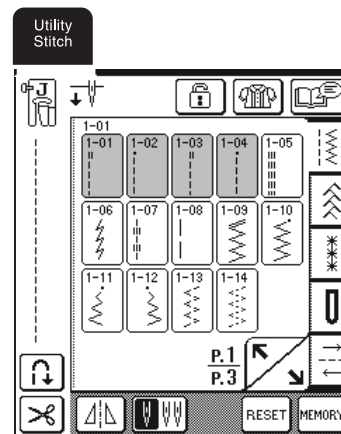 Utility
Stitch
J
1-01
1-01 1-02 1-03 1-04 1-05
1-06 1-07 1-08 1-09 1-10
1-11 1-12 1-13 1-14
P.1
P.3
RESET MEMORY